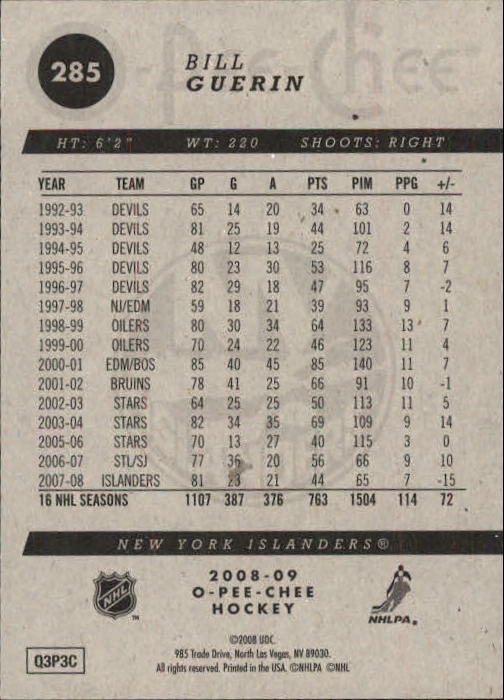 O-Pee-Chee
285
BILL
GUERIN
HT: 6'2" WT: 220 SHOOTS: RIGHT
YEAR TEAM GP G A PTS PIM PPG +/-
1992-93 DEVILS 65 14 20 34 63 0 14
1993-94 DEVILS 81 25 19 44 101 2 14
1994-95 DEVILS 48 12 13 25 72 4 6
1995-96 DEVILS 80 23 30 53 116 8 7
1996-97 DEVILS 82 29 18 47 95 7 -2
1997-98 NJ/EDM 59 18 21 39 93 9 1
1998-99 OILERS 80 30 34 64 133 13 7
1999-00 OILERS 70 24 22 46 123 11 4
2000-01 EDM/BOS 85 40 45 85 140 11 7
2001-02 BRUINS 78 41 25 66 91 10 -1
2002-03 STARS 64 25 25 50 113 11 5
2003-04 STARS 82 34 35 69 109 9 14
2005-06 STARS 70 13 27 40 115 3 0
2006-07 STL/SJ 77 36 20 56 66 9 10
2007-08 ISLANDERS 81 23 21 44 65 7 -15
16 NHL SEASONS 1107 387 376 763 1504 114 72
NEW YORK ISLANDERS®
NHL
TM
2008-09
O-PEE-CHEE
HOCKEY
NHLPA®
©2008 UDC.
985 Trade Drive, North Las Vegas, NV 89030.
All rights reserved. Printed in the USA. ©NHLPA ©NHL
Q3P3C